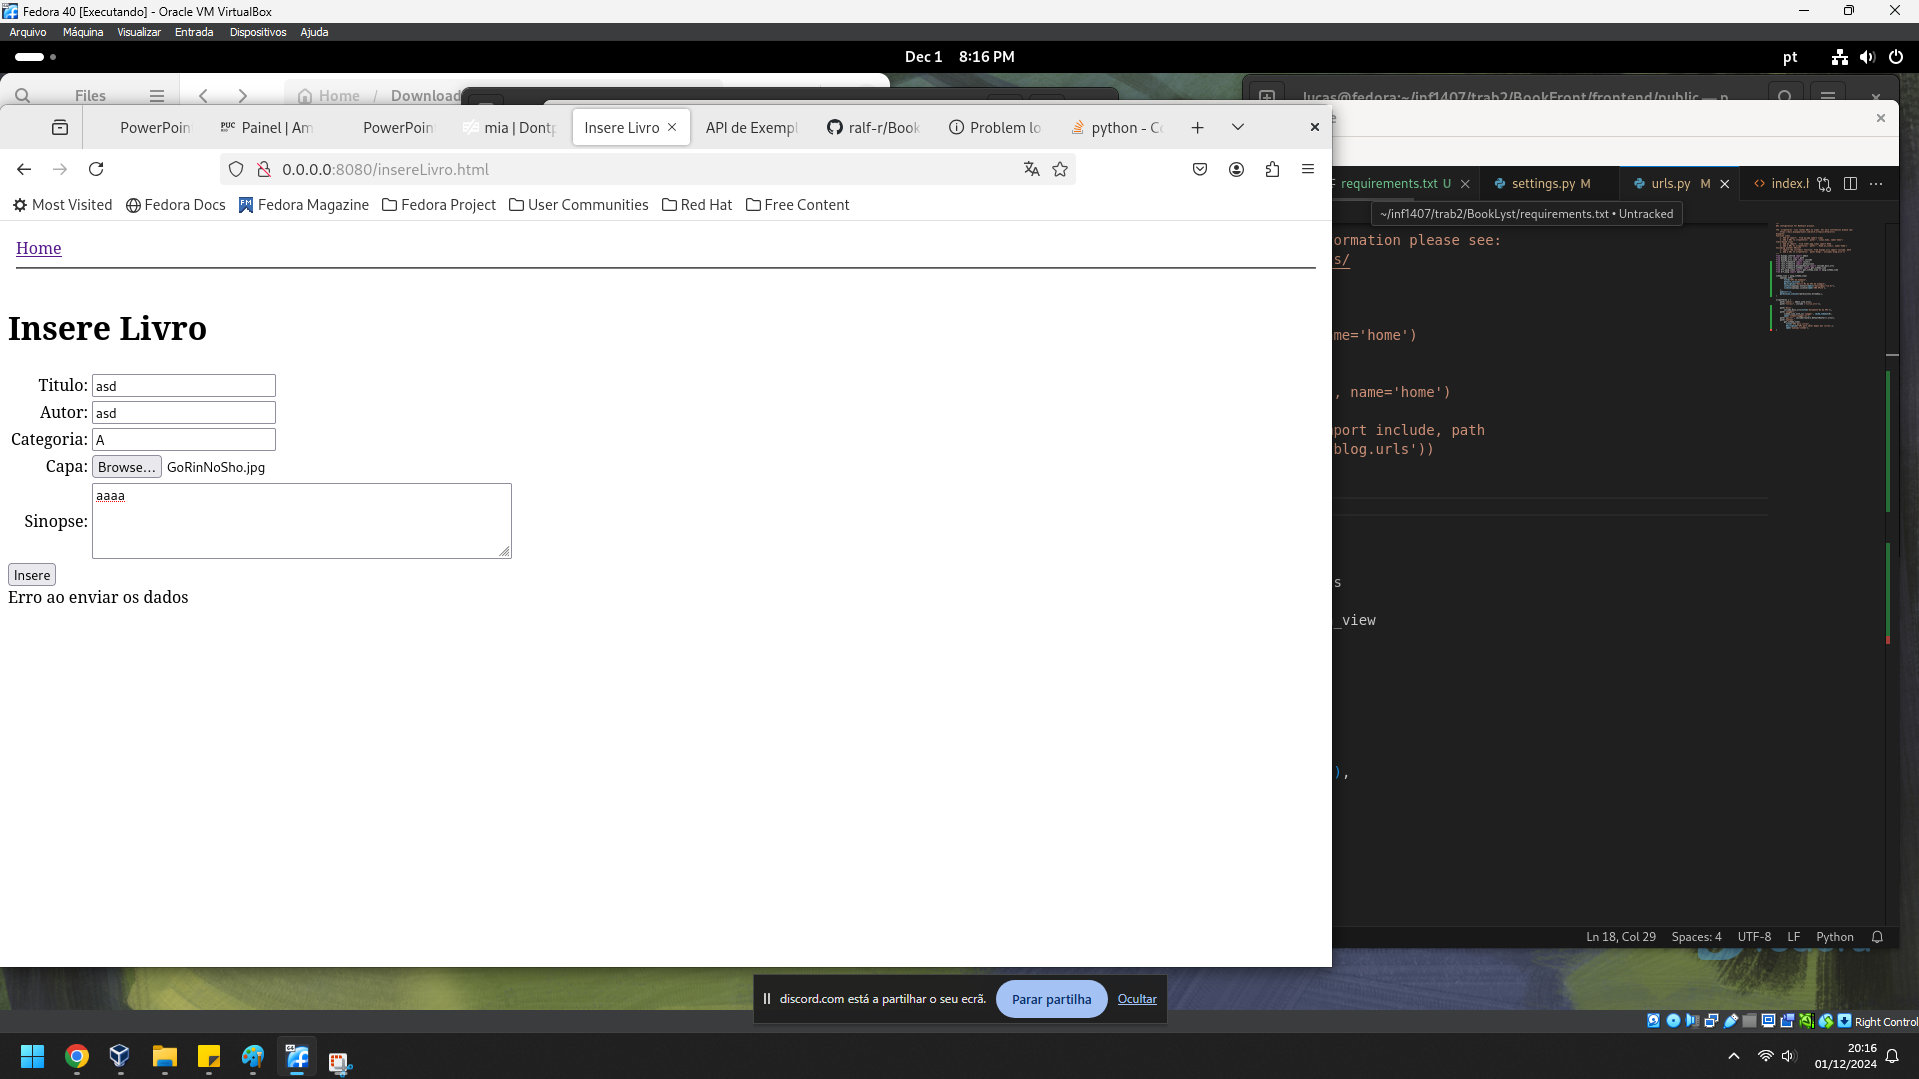 Fedora 40 [Executando] - Oracle VM VirtualBox
Arquivo Máquina Visualizar Entrada Dispositivos Ajuda
Dec 1 8:16 PM
pt
Files
Home / Download
lucas@fedora:~/inf1407/trab2/BookFront/frontend/public — p
PowerPoin
PUC Painel | Am
PowerPoint
mia | Dontp
Insere Livro
API de Exempl
ralf-r/Book
Problem lo
python - Co
0.0.0.0:8080/insereLivro.html
Most Visited
Fedora Docs
Fedora Magazine
Fedora Project
User Communities
Red Hat
Free Content
requirements.txt U
settings.py M
urls.py M
index.h
~/inf1407/trab2/BookLyst/requirements.txt • Untracked
Home
Insere Livro
Titulo: asd
Autor: asd
Categoria: A
Capa: Browse... GoRinNoSho.jpg
Sinopse: aaaa
Insere
Erro ao enviar os dados
ormation please see:
s/
me='home')
, name='home')
port include, path
blog.urls'))
s
_view
),
Ln 18, Col 29 Spaces: 4 UTF-8 LF Python
discord.com está a partilhar o seu ecrã. Parar partilha Ocultar
Right Control
20:16
01/12/2024